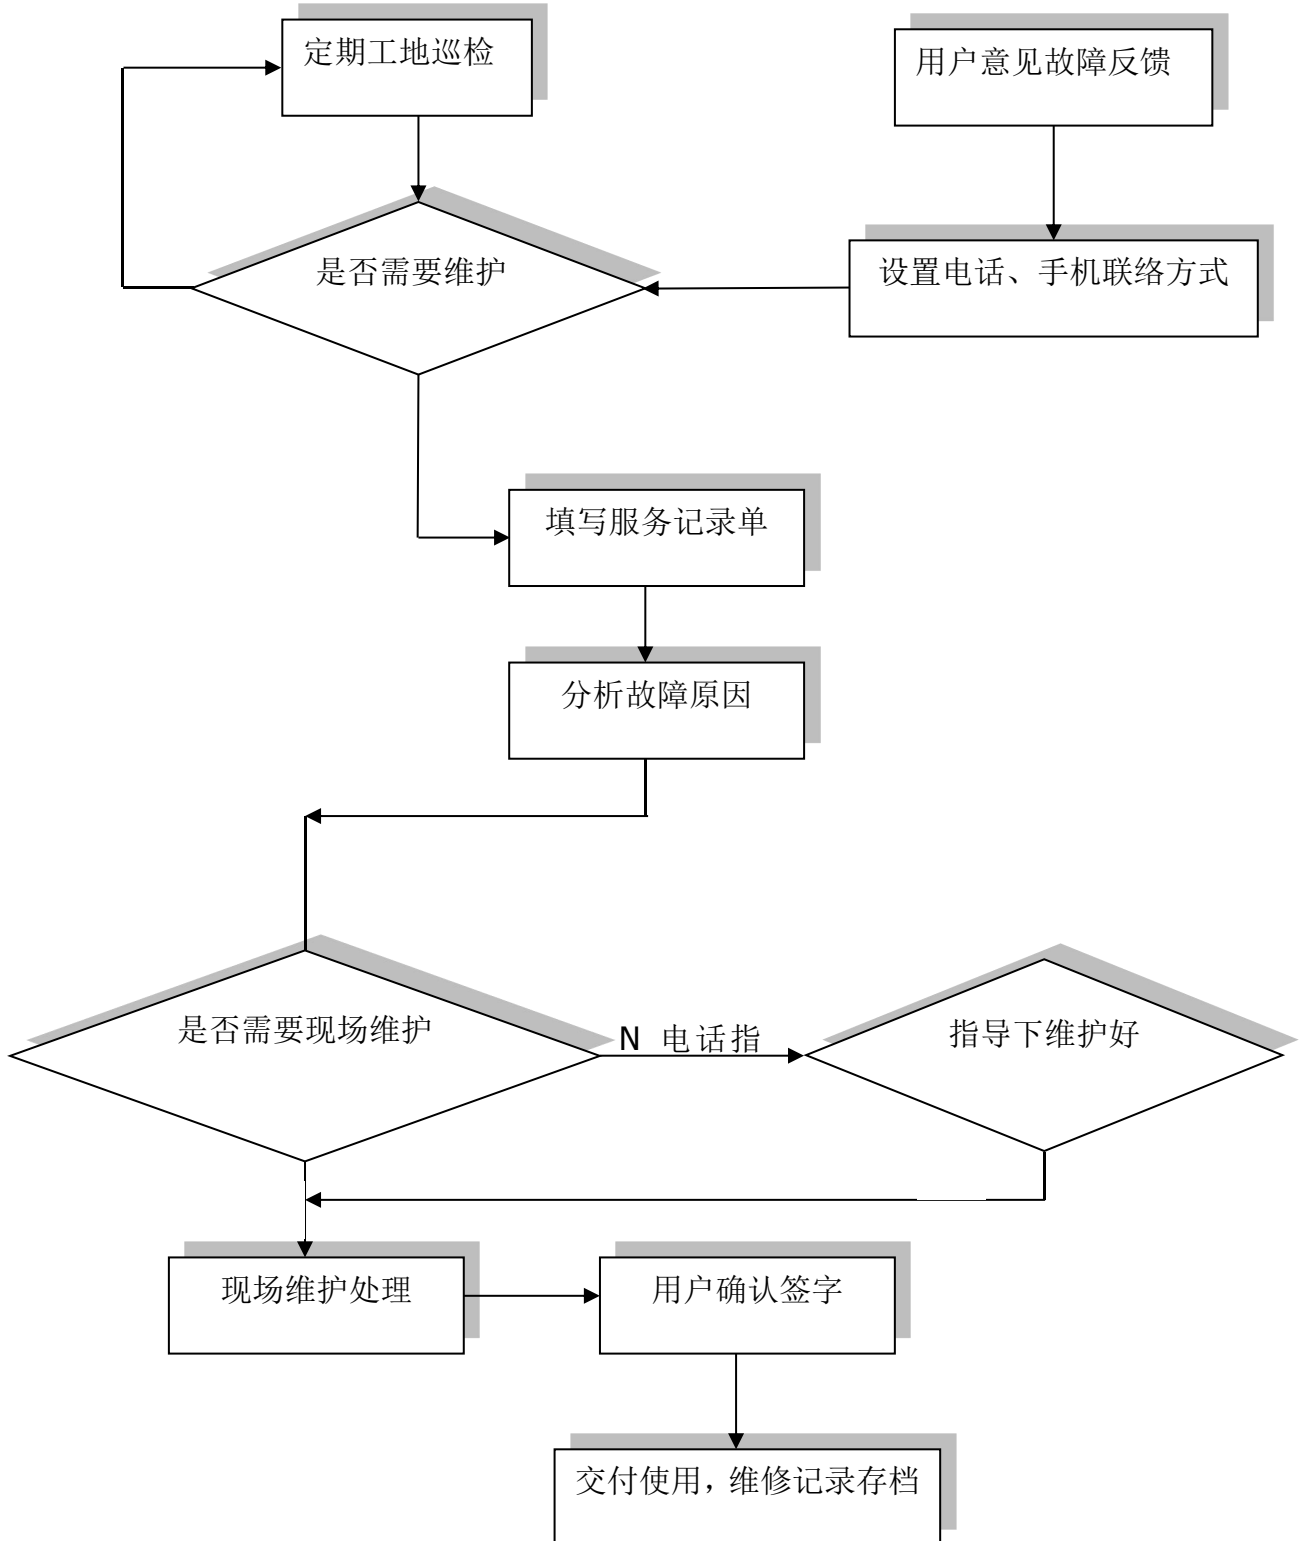 定期工地巡检
用户意见故障反馈
是否需要维护
设置电话、手机联络方式
填写服务记录单
分析故障原因
是否需要现场维护
N 电话指
指导下维护好
现场维护处理
用户确认签字
交付使用，维修记录存档